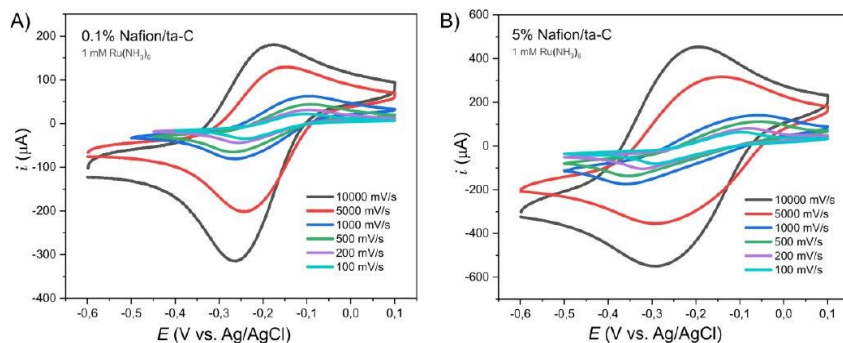 A)
0.1% Nafion/ta-C
1 mM Ru(NH₃)₆
200
100
0
-100
-200
-300
-400
i (µA)
10000 mV/s
5000 mV/s
1000 mV/s
500 mV/s
200 mV/s
100 mV/s
-0,6 -0,5 -0,4 -0,3 -0,2 -0,1 0,0 0,1
E (V vs. Ag/AgCl)
B)
5% Nafion/ta-C
1 mM Ru(NH₃)₆
600
400
200
0
-200
-400
-600
i (µA)
10000 mV/s
5000 mV/s
1000 mV/s
500 mV/s
200 mV/s
100 mV/s
-0,6 -0,5 -0,4 -0,3 -0,2 -0,1 0,0 0,1
E (V vs. Ag/AgCl)